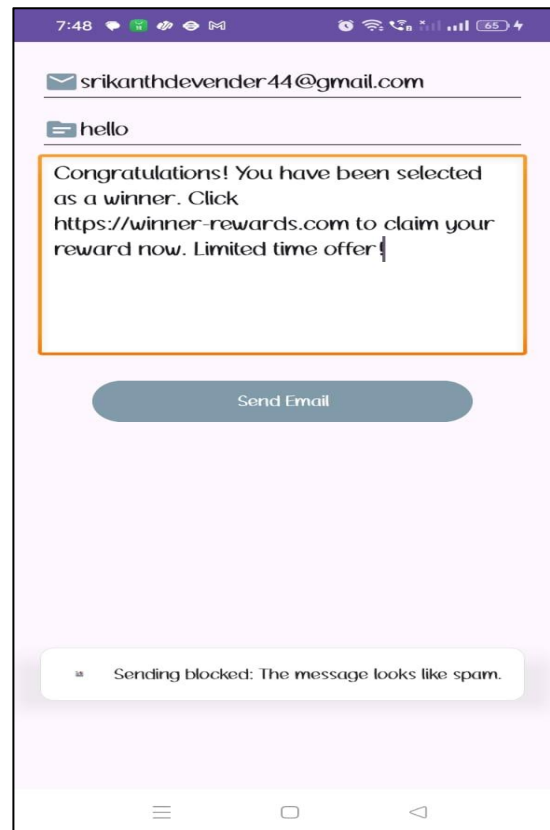 7:48
65
srikanthdevender44@gmail.com
hello
Congratulations! You have been selected
as a winner. Click
https://winner-rewards.com to claim your
reward now. Limited time offer!
Send Email
Sending blocked: The message looks like spam.